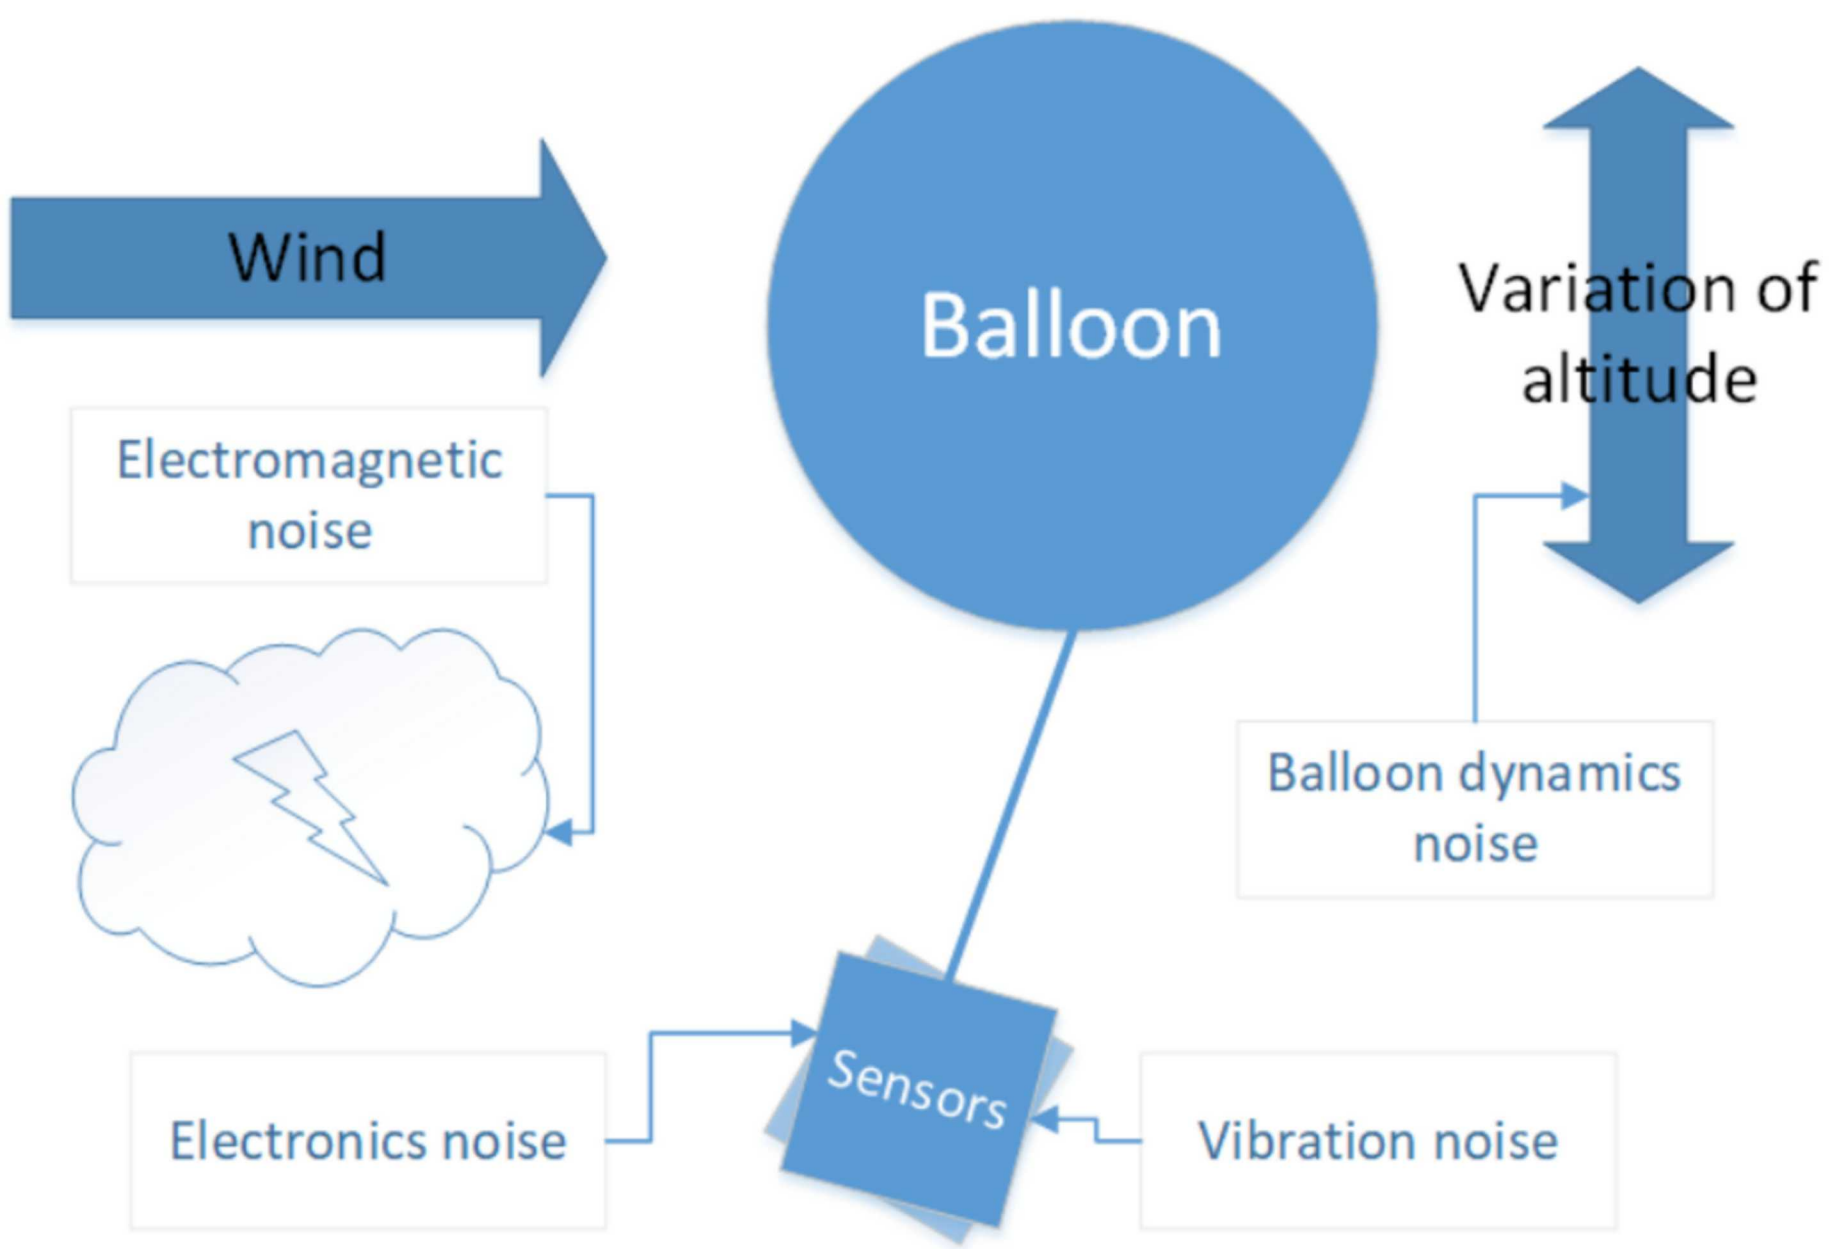 Wind
Balloon
Variation of
altitude
Electromagnetic
noise
Balloon dynamics
noise
Sensors
Electronics noise
Vibration noise